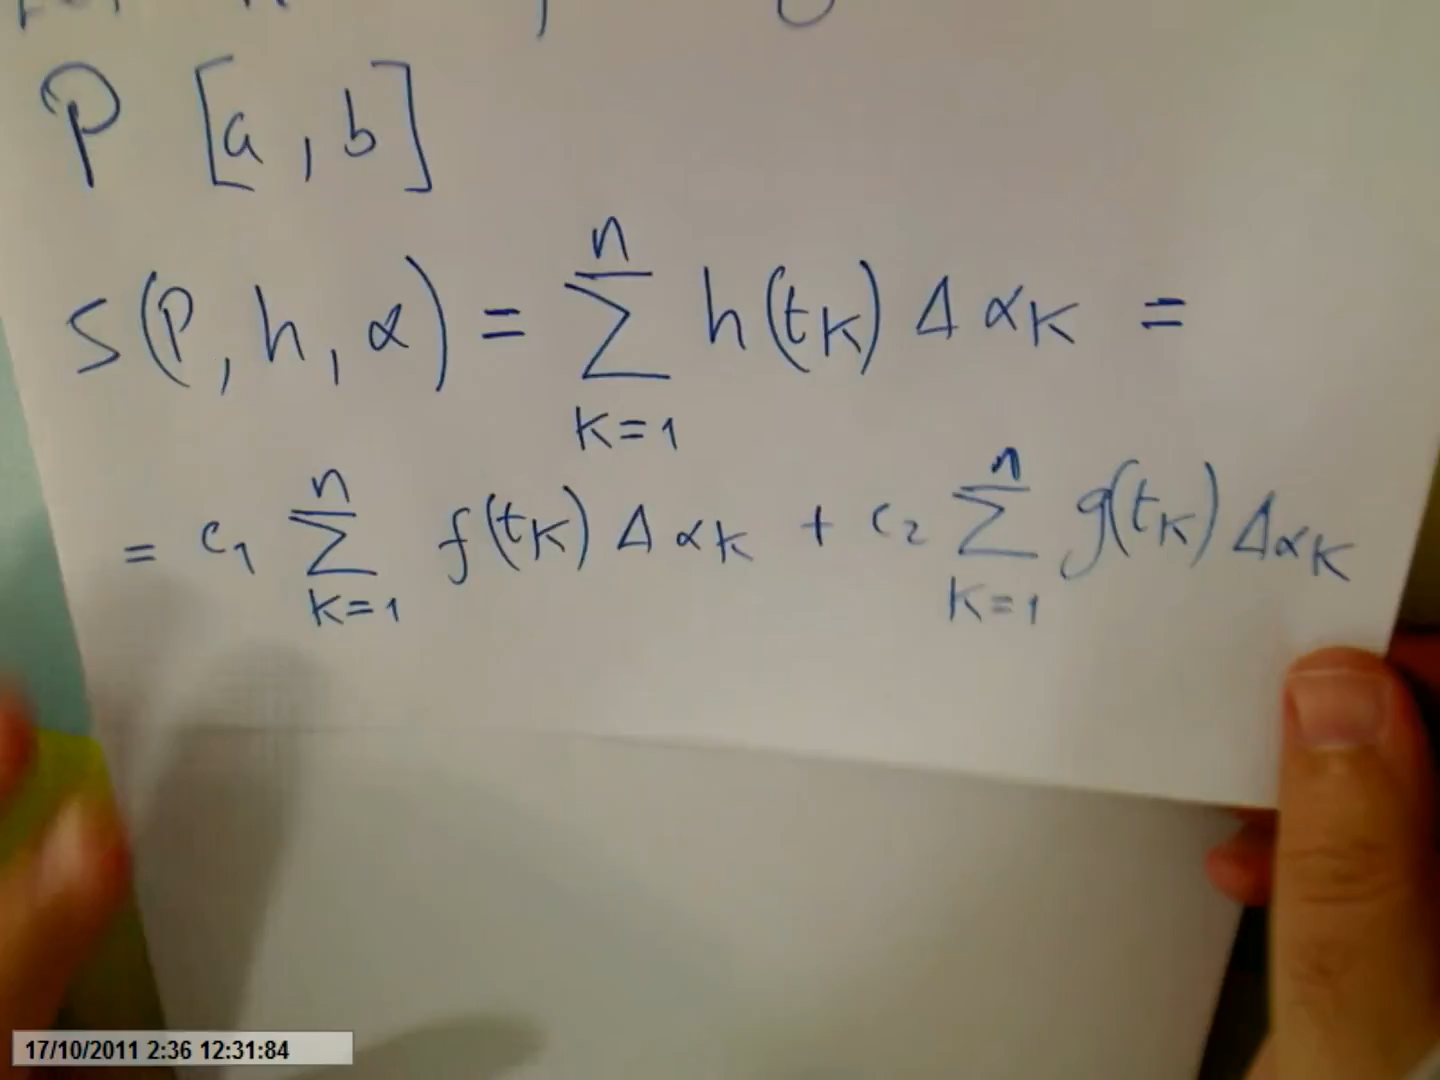 P [a, b]
S(P, h, α) = ∑_{k=1}^{n} h(t_k) Δα_k =
= c_1 ∑_{k=1}^{n} f(t_k) Δα_k + c_2 ∑_{k=1}^{n} g(t_k) Δα_k
17/10/2011 2:36 12:31:84